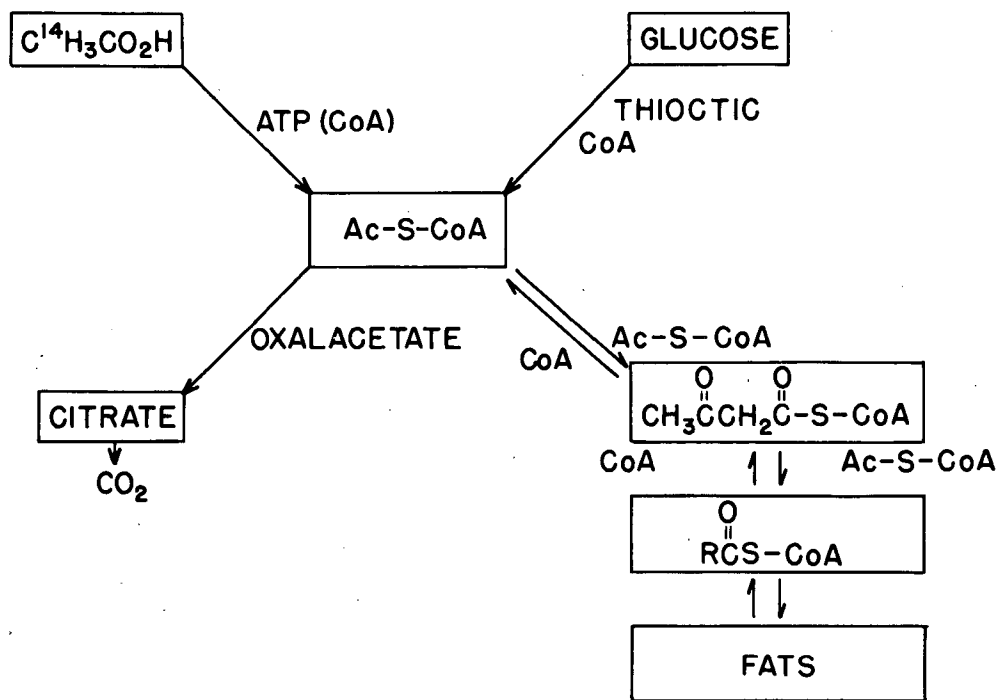 C¹⁴H₃CO₂H
GLUCOSE
ATP (CoA)
THIOCTIC
CoA
Ac-S-CoA
OXALACETATE
Ac-S-CoA
CoA
O O
CH₃CCH₂C-S-CoA
CITRATE
CO₂
CoA
Ac-S-CoA
O
RCS-CoA
FATS